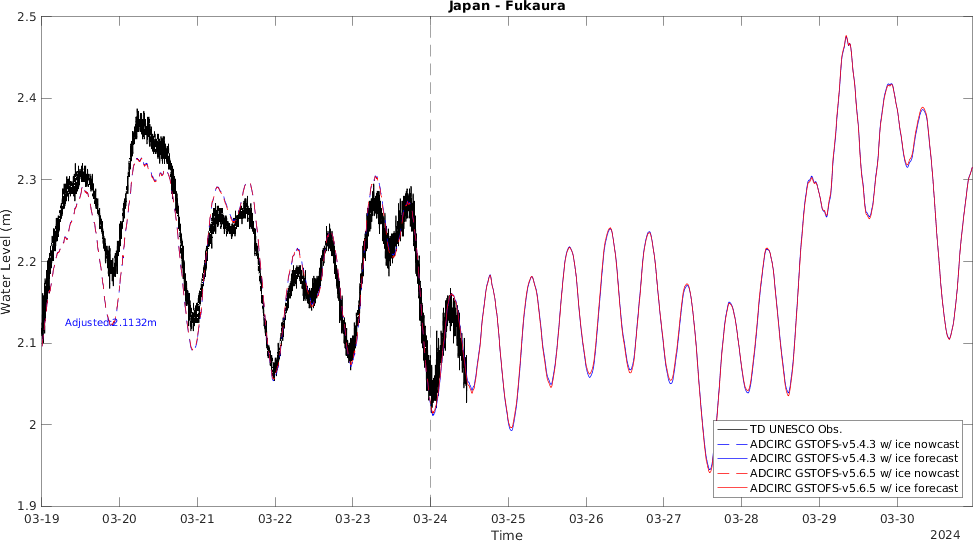 Japan - Fukaura
2.5
2.4
2.3
2.2
2.1
2
1.9
Water Level (m)
Adjusted:2.1132m
TD UNESCO Obs.
ADCIRC GSTOFS-v5.4.3 w/ ice nowcast
ADCIRC GSTOFS-v5.4.3 w/ ice forecast
ADCIRC GSTOFS-v5.6.5 w/ ice nowcast
ADCIRC GSTOFS-v5.6.5 w/ ice forecast
03-19 03-20 03-21 03-22 03-23 03-24 03-25 03-26 03-27 03-28 03-29 03-30
Time
2024